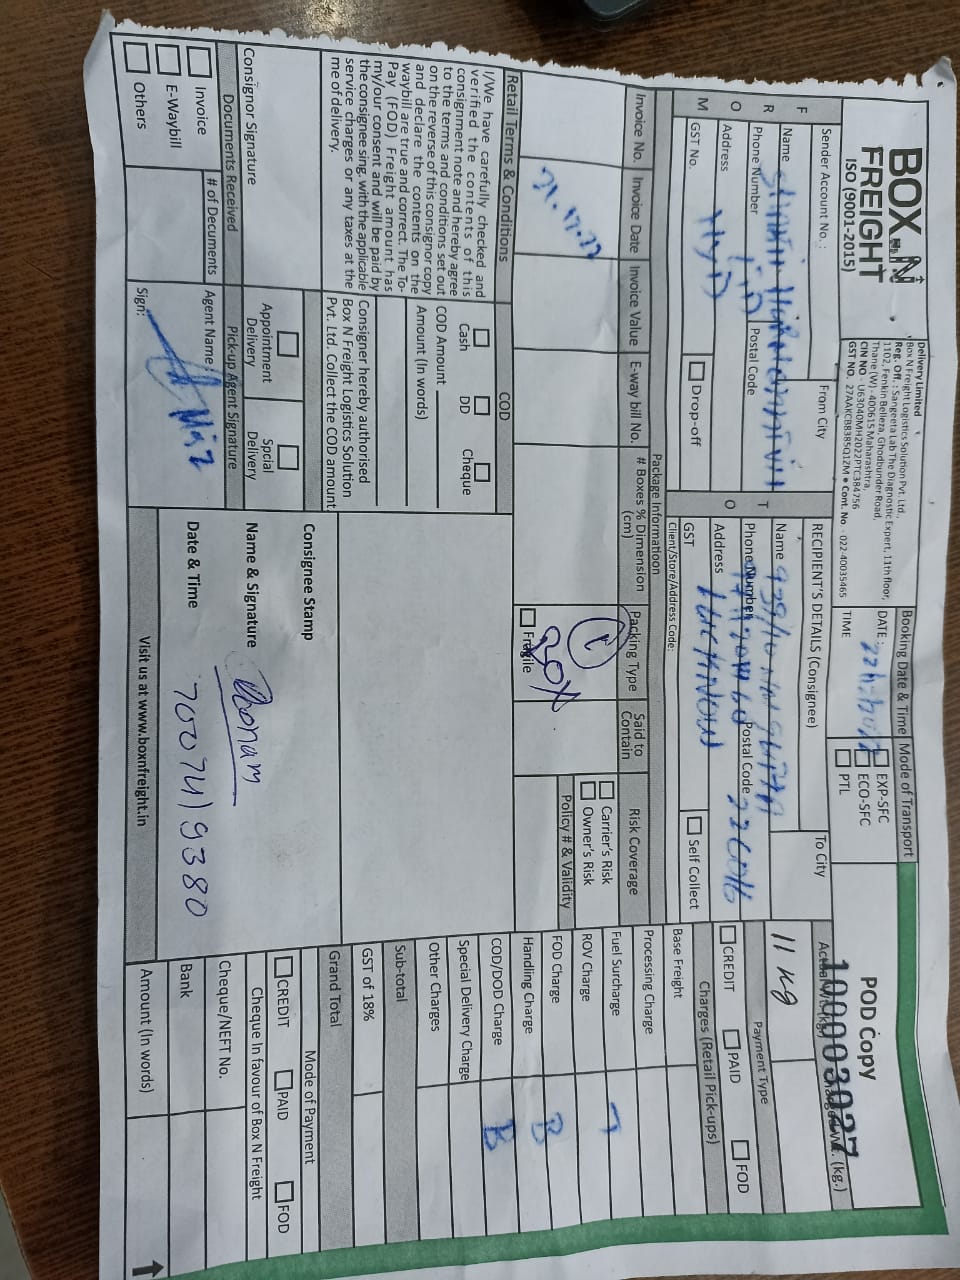 BOX N
FREIGHT
ISO (9001-2015)
Delivery Limited
Box N Freight Logistics Solution Pvt. Ltd.,
Reg. Off. : Sangeeta Lab The Diagnostic Expert, 11th floor,
1102, Fenkin Belleza, Ghodbunder Road,
Thane (W) - 400615 Maharashtra,
CIN NO - U63040MH2022PTC384756
GST NO. 27AAKCB8385Q1ZM • Cont. No. - 022-40035465
Booking Date & Time
DATE :
TIME
Mode of Transport
EXP-SFC
ECO-SFC
PTL
POD Copy
100003027
FROM
Sender Account No. :
From City
Name
Phone Number
Postal Code
Address HYD
GST No.
Drop-off
TO
RECIPIENT'S DETAILS (Consignee)
To City
Name 939/10
Phone Number
Postal Code 226016
Address LUCKNOW
GST
Self Collect
Client/Store/Address Code:
Actual Wt. (kg.)
Charged Wt. (kg.)
11 kg
Payment Type
CREDIT PAID FOD
Charges (Retail Pick-ups)
Base Freight
Processing Charge
Fuel Surcharge
ROV Charge
FOD Charge B
Handling Charge
COD/DOD Charge B
Special Delivery Charge
Other Charges
Sub-total
GST of 18%
Grand Total
Mode of Payment
CREDIT PAID FOD
Cheque In favour of Box N Freight
Cheque/NEFT No.
Bank
Amount (In words)
Package Informatioon
Invoice No.
Invoice Date
Invoice Value
E-way bill No.
# Boxes % Dimension (cm)
Packing Type
Said to Contain
Risk Coverage
BOX
Fragile
Carrier's Risk
Owner's Risk
Policy # & Validity
Retail Terms & Conditions
I/We have carefully checked and
verified the contents of this
consignment note and hereby agree
to the terms and conditions set out
on the reverse of this consignor copy
and declare the contents on the
waybill are true and correct. The To-
Pay (FOD) Freight amount has
my/our consent and will be paid by
the consignee sing. with the applicable
service charges or any taxes at the
me of delivery.
Consignor Signature
COD
Cash DD Cheque
COD Amount
Amount (In words)
Consigner hereby authorised
Box N Freight Logistics Solution
Pvt. Ltd. Collect the COD amount.
Appointment Delivery
Spcial Delivery
Documents Received
# of Documents
Invoice
E-Waybill
Others
Pick-up Agent Signature
Agent Name :
Sign:
Consignee Stamp
Name & Signature Poonam
Date & Time 7007419380
Visit us at www.boxnfreight.in